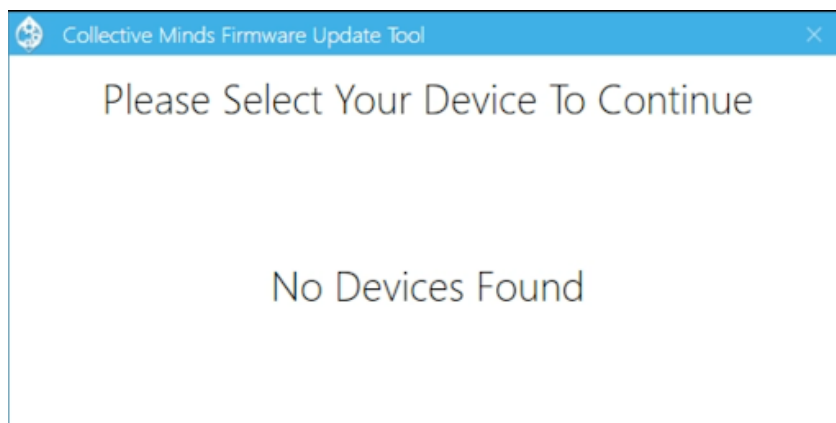 Collective Minds Firmware Update Tool
Please Select Your Device To Continue
No Devices Found